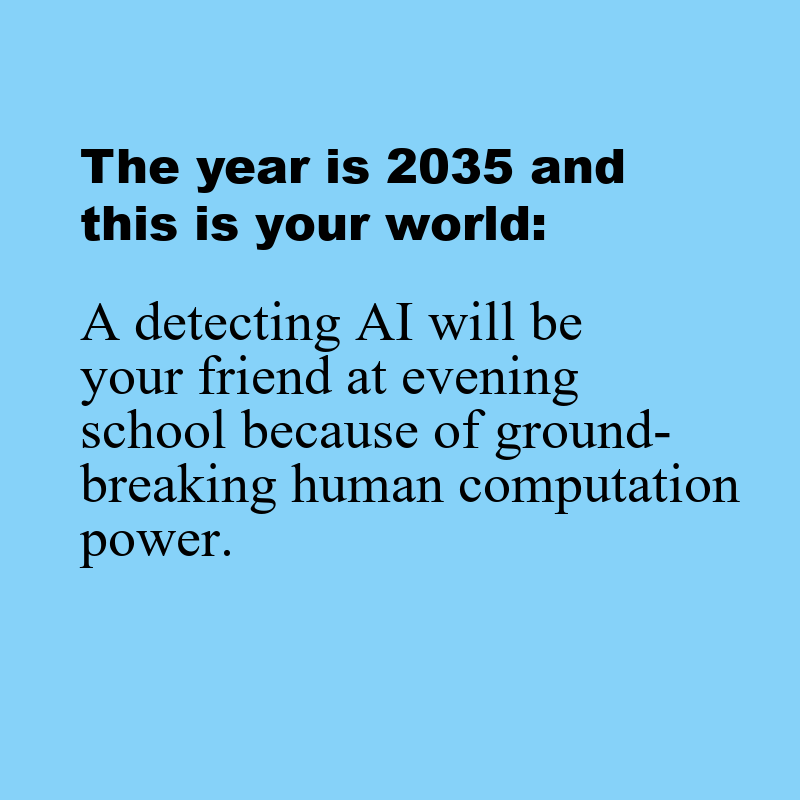 The year is 2035 and
this is your world:
A detecting AI will be
your friend at evening
school because of ground-
breaking human computation
power.